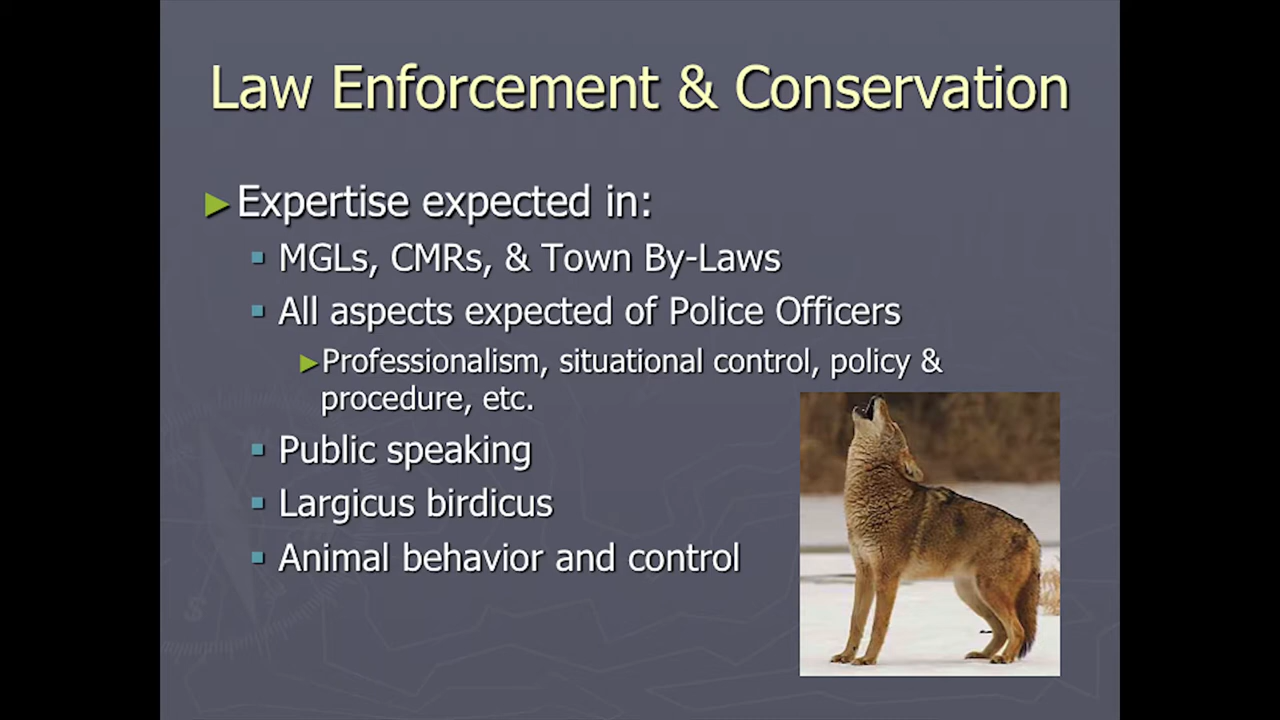 Law Enforcement & Conservation
Expertise expected in:
MGLs, CMRs, & Town By-Laws
All aspects expected of Police Officers
Professionalism, situational control, policy &
procedure, etc.
Public speaking
Largicus birdicus
Animal behavior and control